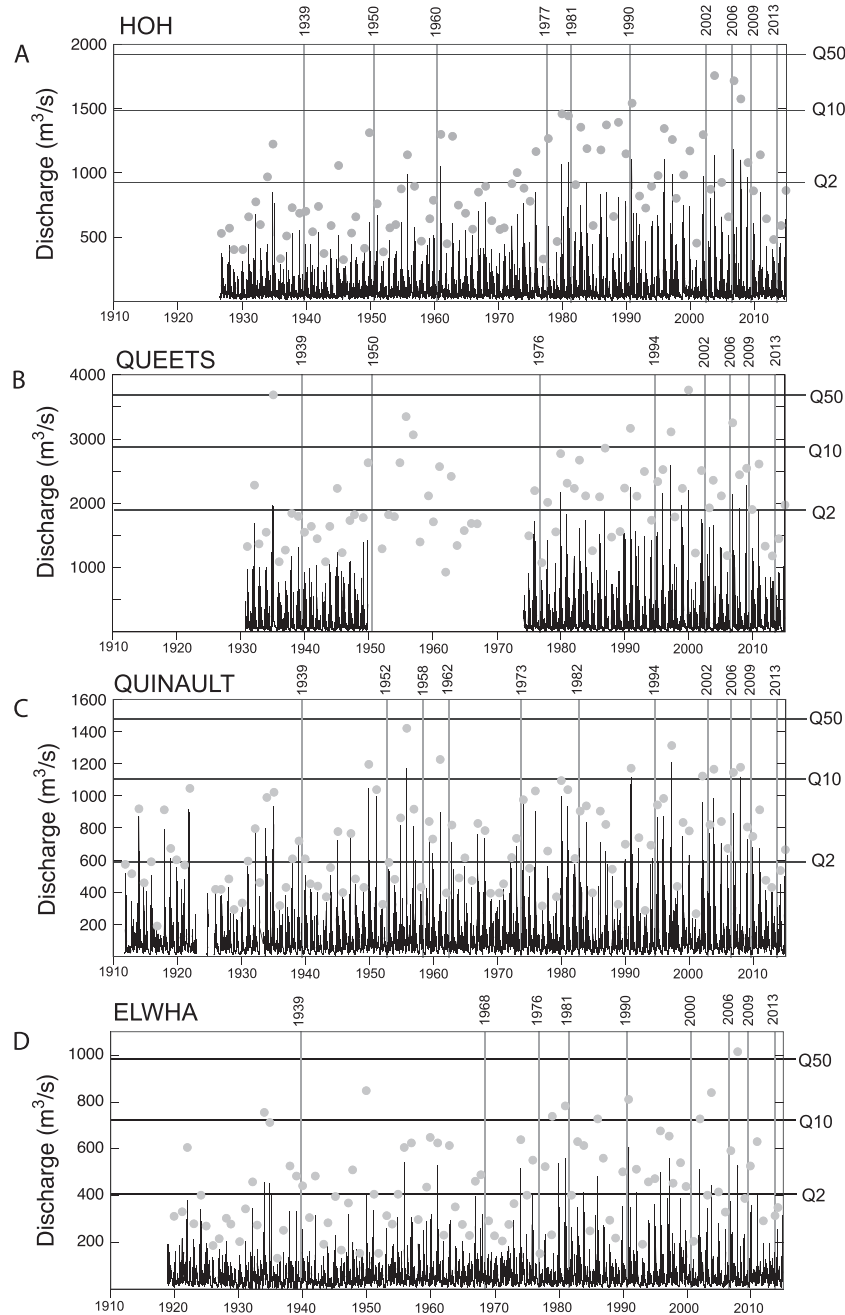 HOH
1939 1950 1960 1977 1981 1990 2002 2006 2009 2013
A
Discharge (m³/s)
2000
1500
1000
500
Q50
Q10
Q2
1910 1920 1930 1940 1950 1960 1970 1980 1990 2000 2010
QUEETS
1939 1950 1976 1994 2002 2006 2009 2013
B
Discharge (m³/s)
4000
3000
2000
1000
Q50
Q10
Q2
1910 1920 1930 1940 1950 1960 1970 1980 1990 2000 2010
QUINAULT
1939 1952 1958 1962 1973 1982 1994 2002 2006 2009 2013
C
Discharge (m³/s)
1600
1400
1200
1000
800
600
400
200
Q50
Q10
Q2
1910 1920 1930 1940 1950 1960 1970 1980 1990 2000 2010
ELWHA
1939 1968 1976 1981 1990 2000 2006 2009 2013
D
Discharge (m³/s)
1000
800
600
400
200
Q50
Q10
Q2
1910 1920 1930 1940 1950 1960 1970 1980 1990 2000 2010